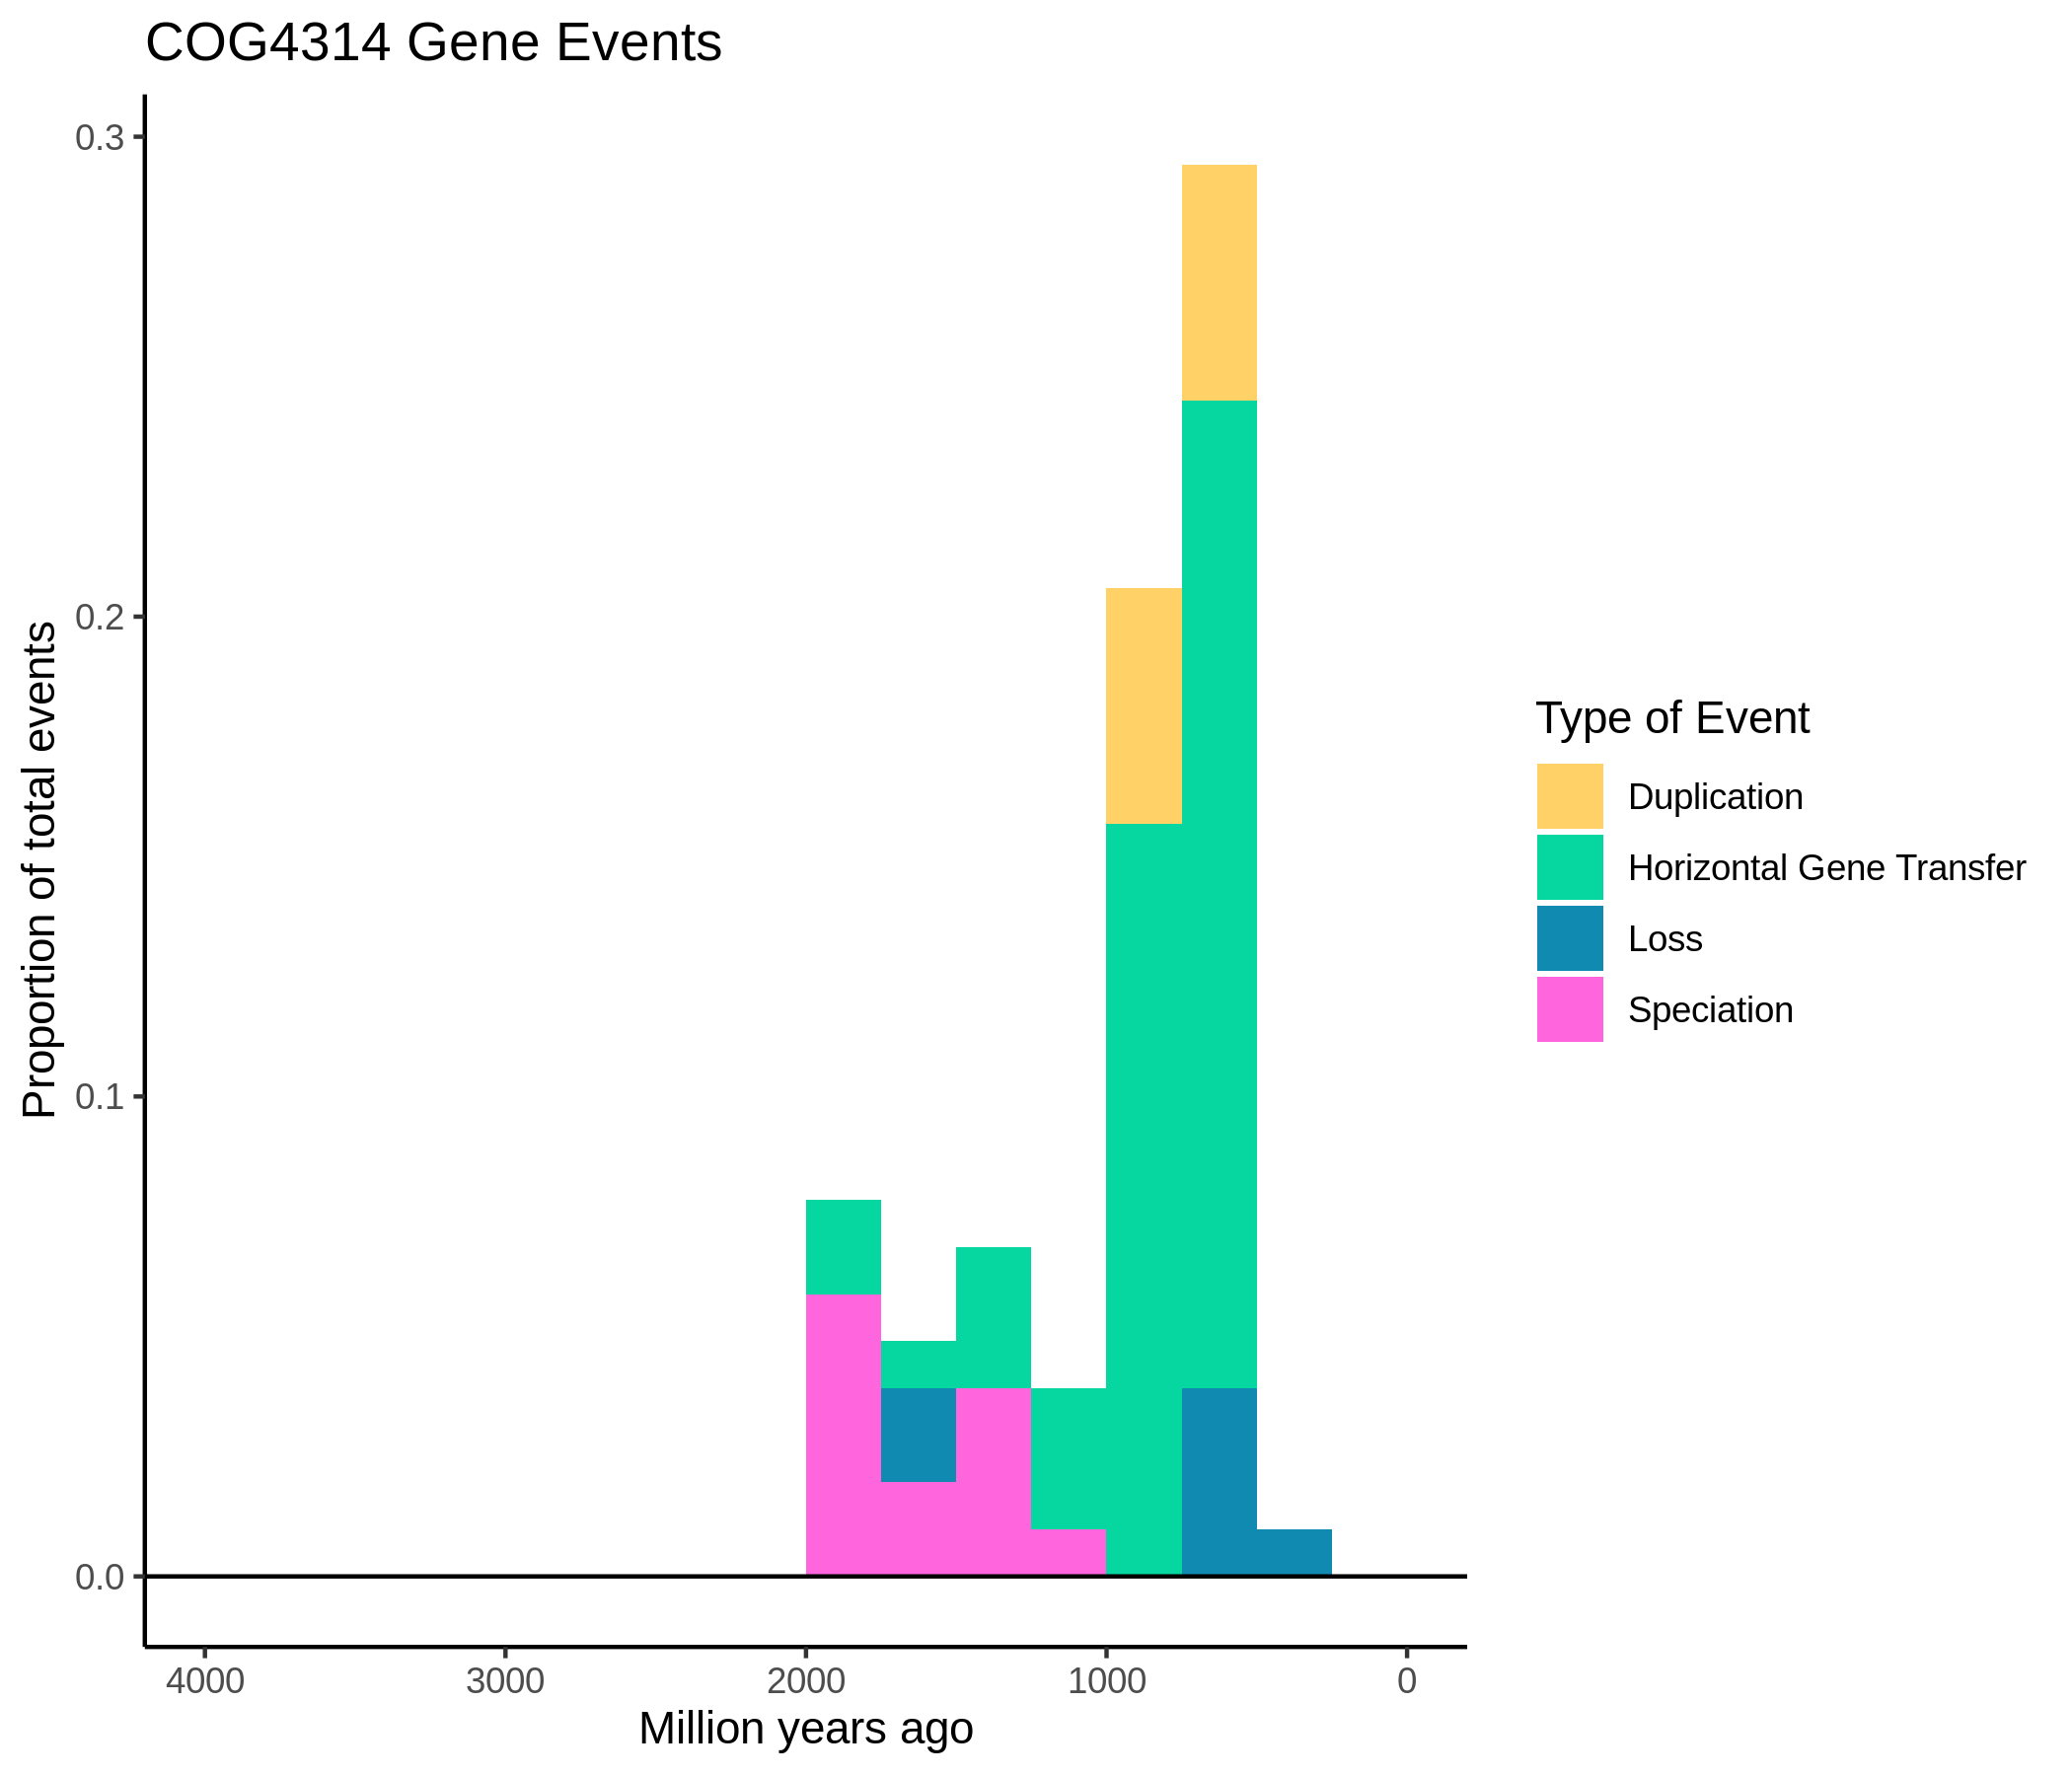 COG4314 Gene Events
Proportion of total events
0.3
0.2
0.1
0.0
4000 3000 2000 1000 0
Million years ago
Type of Event
Duplication
Horizontal Gene Transfer
Loss
Speciation